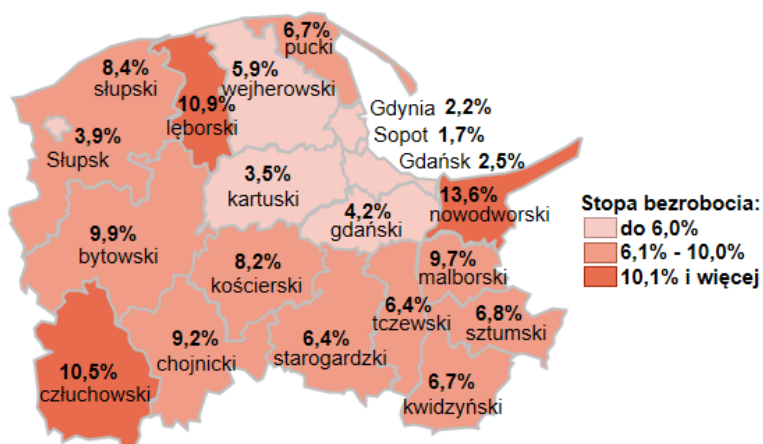 6,7%
pucki
8,4%
słupski
5,9%
wejherowski
10,9%
lęborski
Gdynia 2,2%
Sopot 1,7%
Gdańsk 2,5%
3,9%
Słupsk
3,5%
kartuski
4,2%
gdański
13,6%
nowodworski
Stopa bezrobocia:
do 6,0%
6,1% - 10,0%
10,1% i więcej
9,9%
bytowski
8,2%
kościerski
9,7%
malborski
6,4%
tczewski
6,8%
sztumski
9,2%
chojnicki
6,4%
starogardzki
10,5%
człuchowski
6,7%
kwidzyński